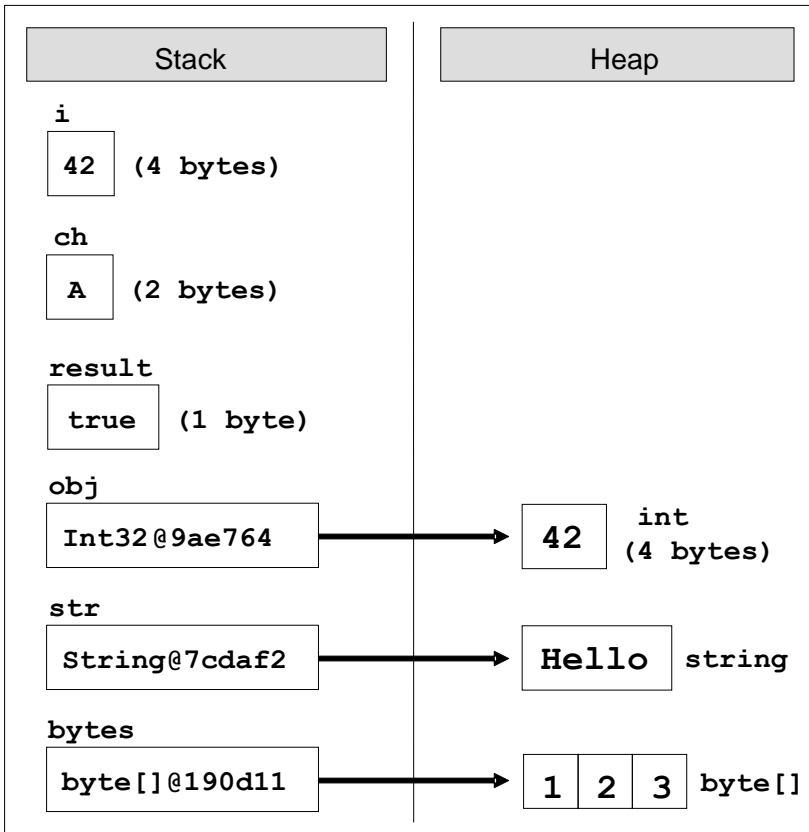 Stack Heap
i
42 (4 bytes)
ch
A (2 bytes)
result
true (1 byte)
obj
Int32@9ae764 42 int
(4 bytes)
str
String@7cdaf2 Hello string
bytes
byte[]@190d11 1 2 3 byte[]